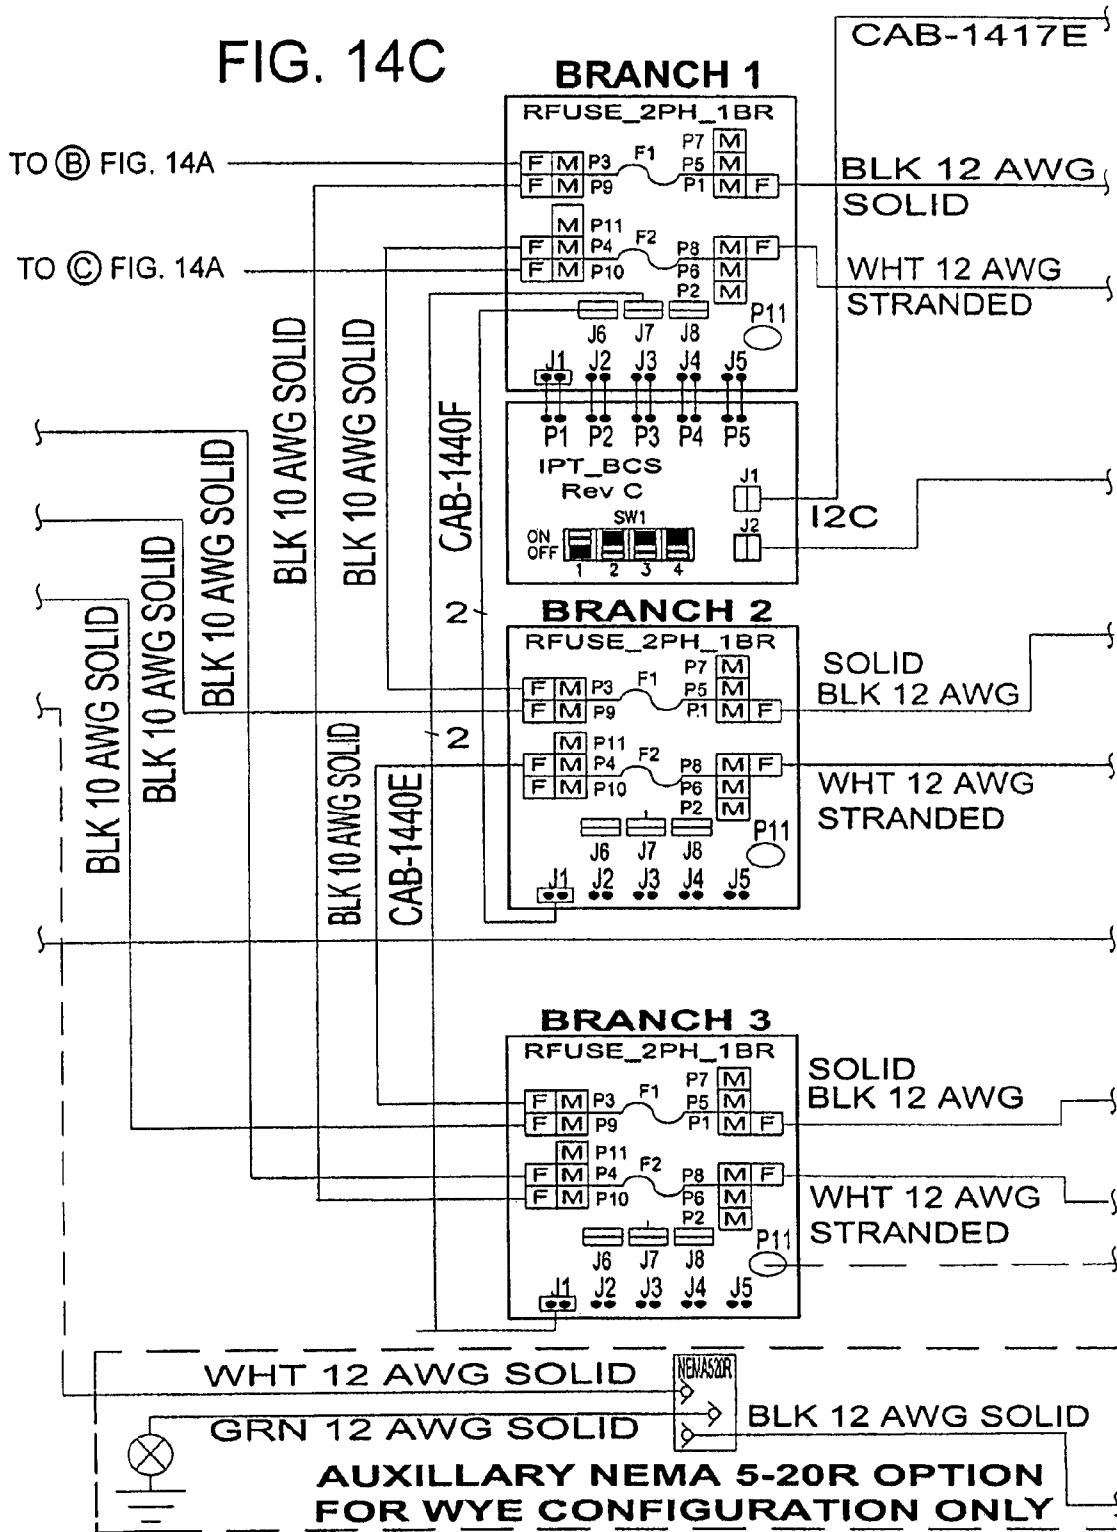 FIG. 14C
CAB-1417E
BRANCH 1
RFUSE_2PH_1BR
TO B FIG. 14A
F M P3 F1 P7 M
P5 M
F M P9 P1 M F
BLK 12 AWG
SOLID
M P11
F M P4 F2 P8 M F
TO C FIG. 14A
F M P10 P6 M
P2 M
WHT 12 AWG
STRANDED
J6 J7 J8 P11
J1 J2 J3 J4 J5
P1 P2 P3 P4 P5
IPT_BCS
Rev C
SW1
ON
OFF
1 2 3 4
J1
J2
I2C
BLK 10 AWG SOLID
BLK 10 AWG SOLID
CAB-1440F
BLK 10 AWG SOLID
BLK 10 AWG SOLID
BLK 10 AWG SOLID
2
2
BLK 10 AWG SOLID
CAB-1440E
BRANCH 2
RFUSE_2PH_1BR
P7 M
F M P3 F1 P5 M
F M P9 P1 M F
SOLID
BLK 12 AWG
M P11
F M P4 F2 P8 M F
F M P10 P6 M
P2 M
WHT 12 AWG
STRANDED
J6 J7 J8 P11
J1 J2 J3 J4 J5
BRANCH 3
RFUSE_2PH_1BR
P7 M
F M P3 F1 P5 M
F M P9 P1 M F
SOLID
BLK 12 AWG
M P11
F M P4 F2 P8 M F
F M P10 P6 M
P2 M
WHT 12 AWG
STRANDED
J6 J7 J8 P11
J1 J2 J3 J4 J5
WHT 12 AWG SOLID
NEMA520R
GRN 12 AWG SOLID
BLK 12 AWG SOLID
AUXILLARY NEMA 5-20R OPTION
FOR WYE CONFIGURATION ONLY